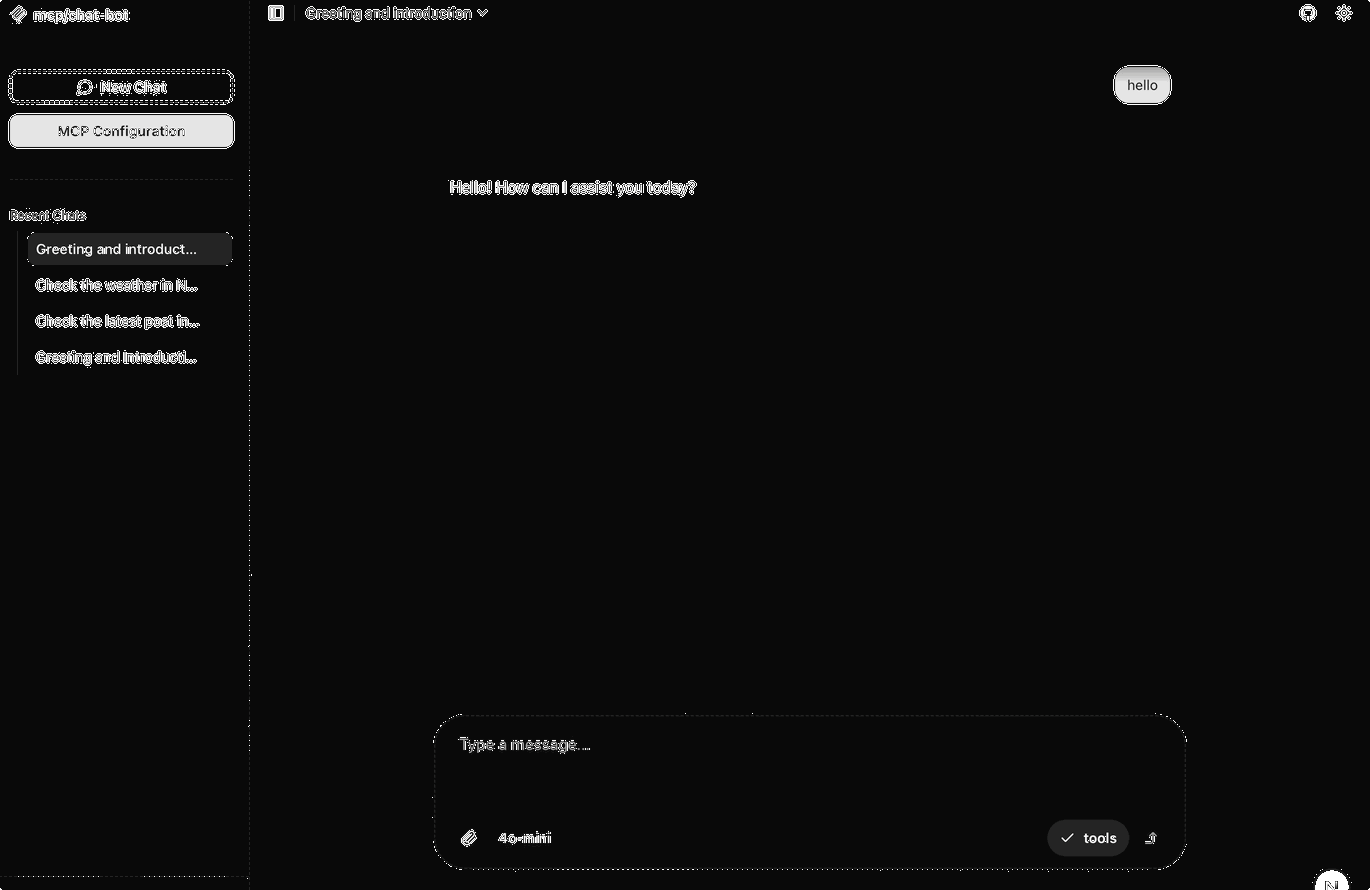 mcp/chat-bot
Greeting and introduction
New Chat
MCP Configuration
Recent Chats
Greeting and introduct...
Check the weather in N...
Check the latest post in...
Greeting and introducti...
hello
Hello! How can I assist you today?
Type a message....
4o-mini
tools
N